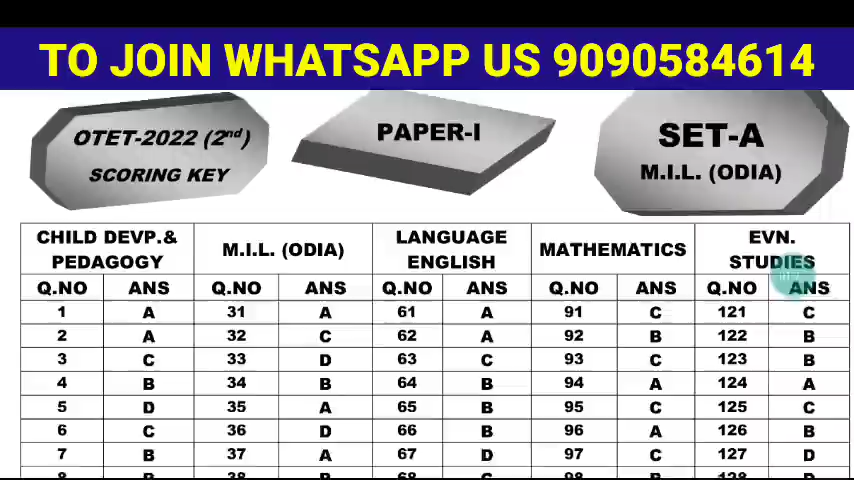 TO JOIN WHATSAPP US 9090584614
OTET-2022 (2nd)
SCORING KEY
PAPER-I
SET-A
M.I.L. (ODIA)
CHILD DEVP.& PEDAGOGY M.I.L. (ODIA) LANGUAGE ENGLISH MATHEMATICS EVN. STUDIES
Q.NO ANS Q.NO ANS Q.NO ANS Q.NO ANS Q.NO ANS
1 A 31 A 61 A 91 C 121 C
2 A 32 C 62 A 92 B 122 B
3 C 33 D 63 C 93 C 123 B
4 B 34 B 64 B 94 A 124 A
5 D 35 A 65 B 95 C 125 C
6 C 36 D 66 B 96 A 126 B
7 B 37 A 67 D 97 C 127 D